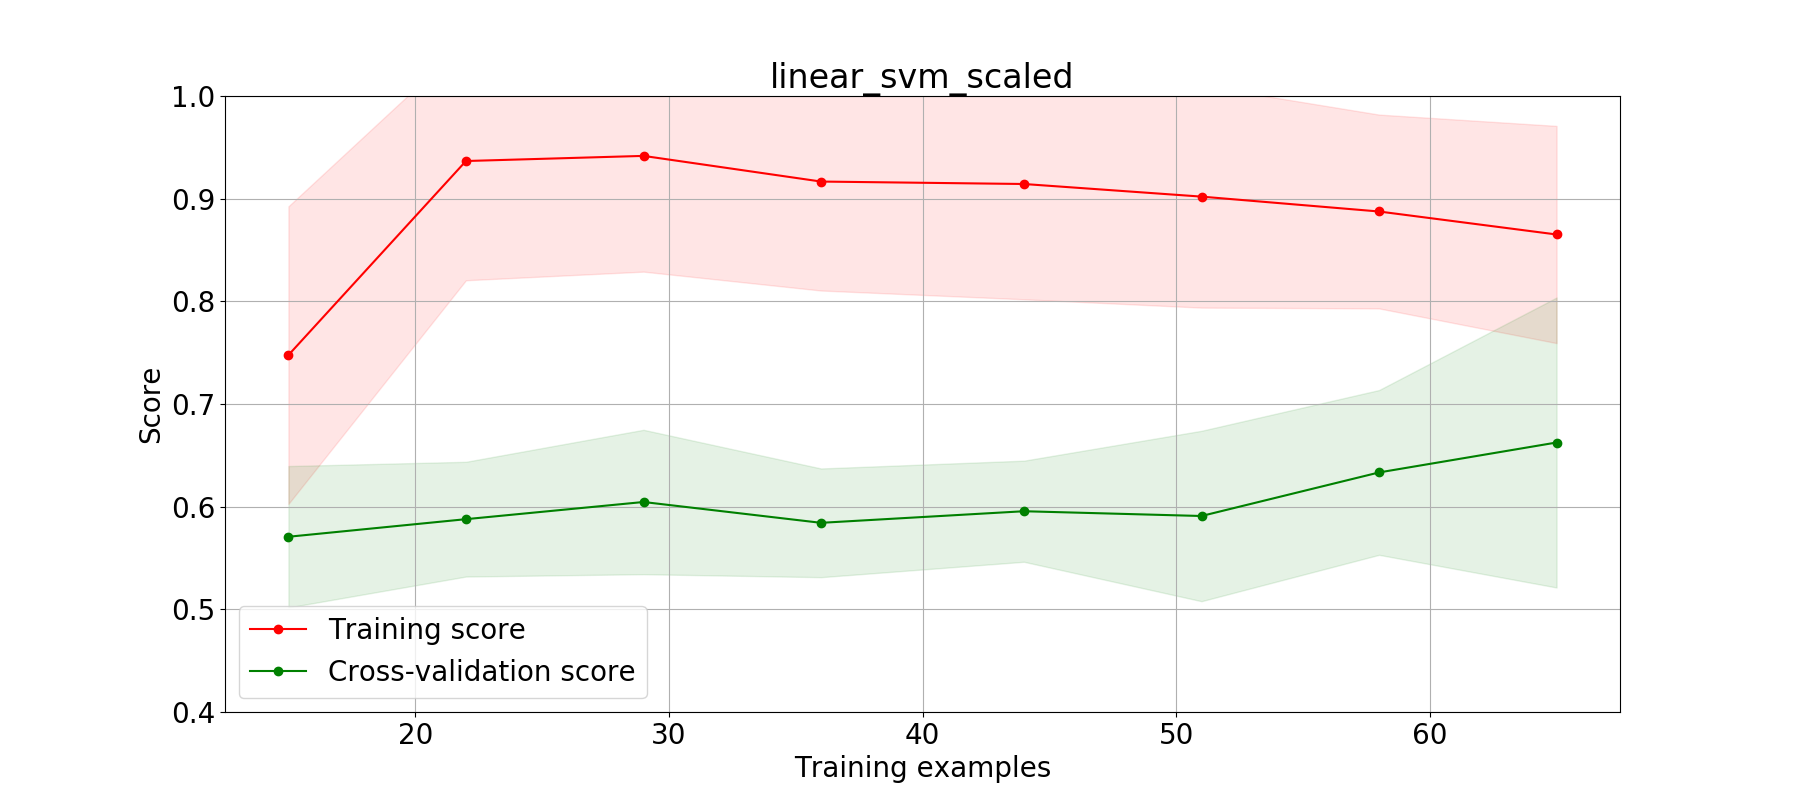 linear_svm_scaled
1.0
0.9
0.8
0.7
0.6
0.5
0.4
Score
Training score
Cross-validation score
20 30 40 50 60
Training examples